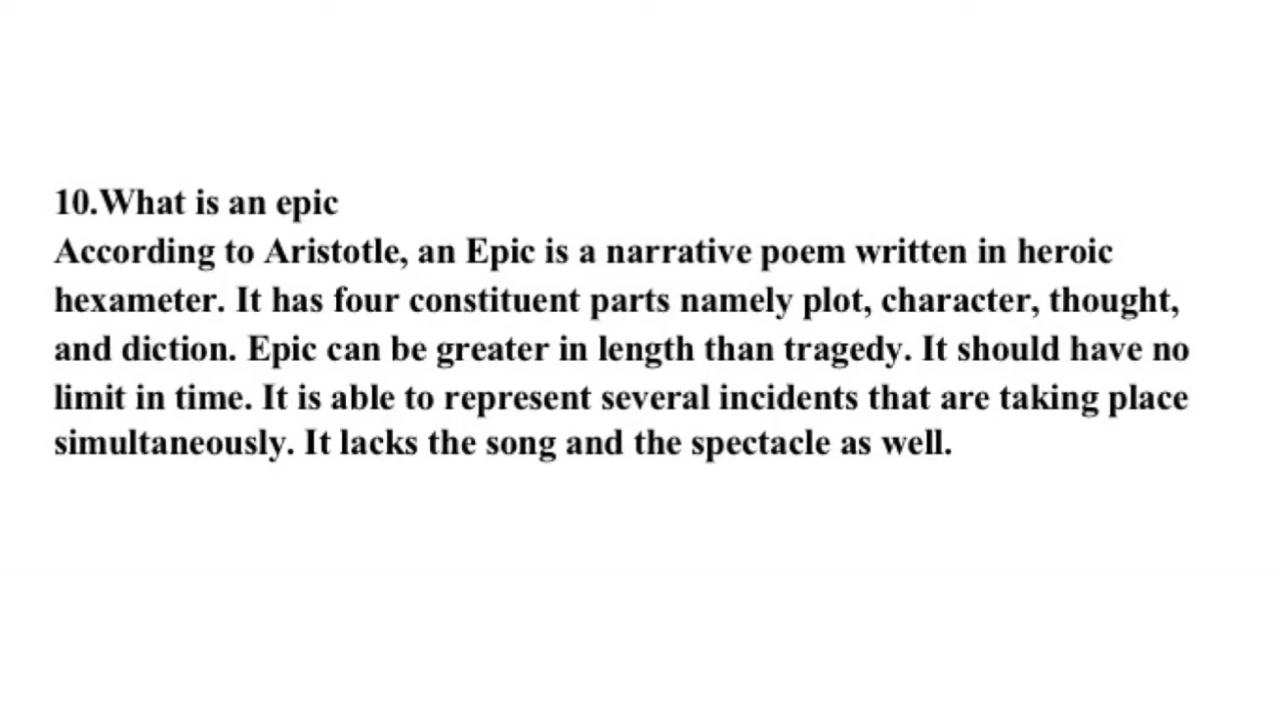 10.What is an epic
According to Aristotle, an Epic is a narrative poem written in heroic
hexameter. It has four constituent parts namely plot, character, thought,
and diction. Epic can be greater in length than tragedy. It should have no
limit in time. It is able to represent several incidents that are taking place
simultaneously. It lacks the song and the spectacle as well.